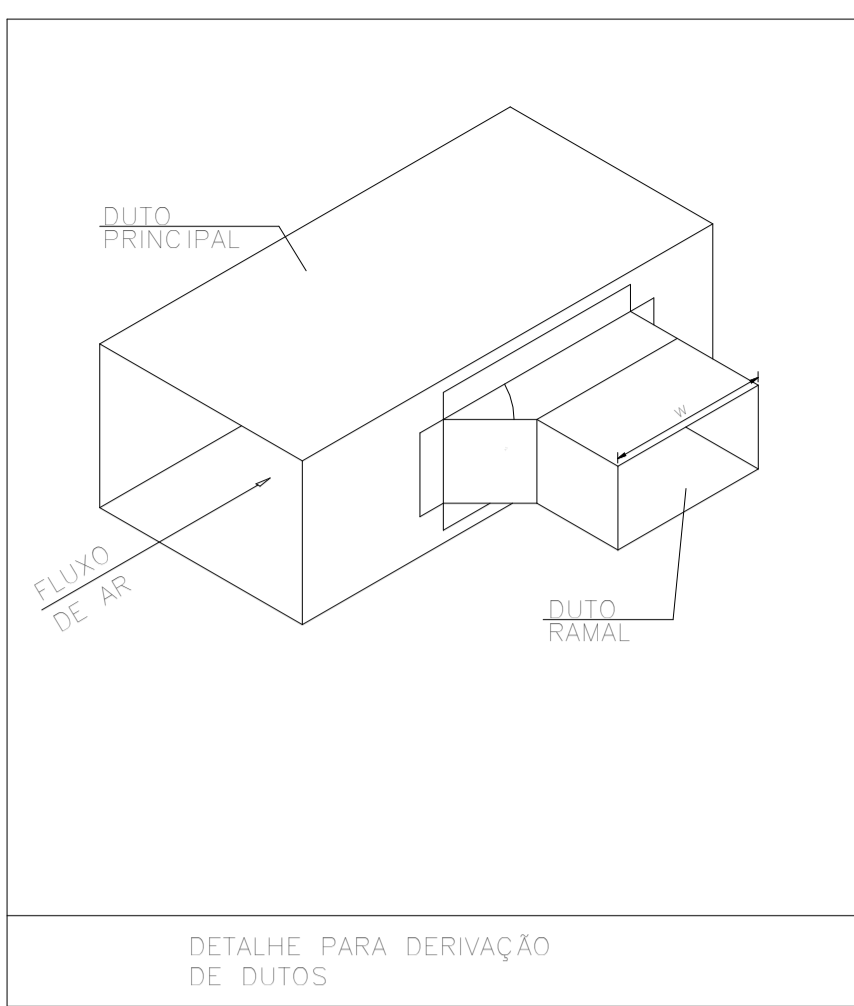 DUTO
PRINCIPAL
W
FLUXO
DE AR
DUTO
RAMAL
DETALHE PARA DERIVAÇÃO
DE DUTOS